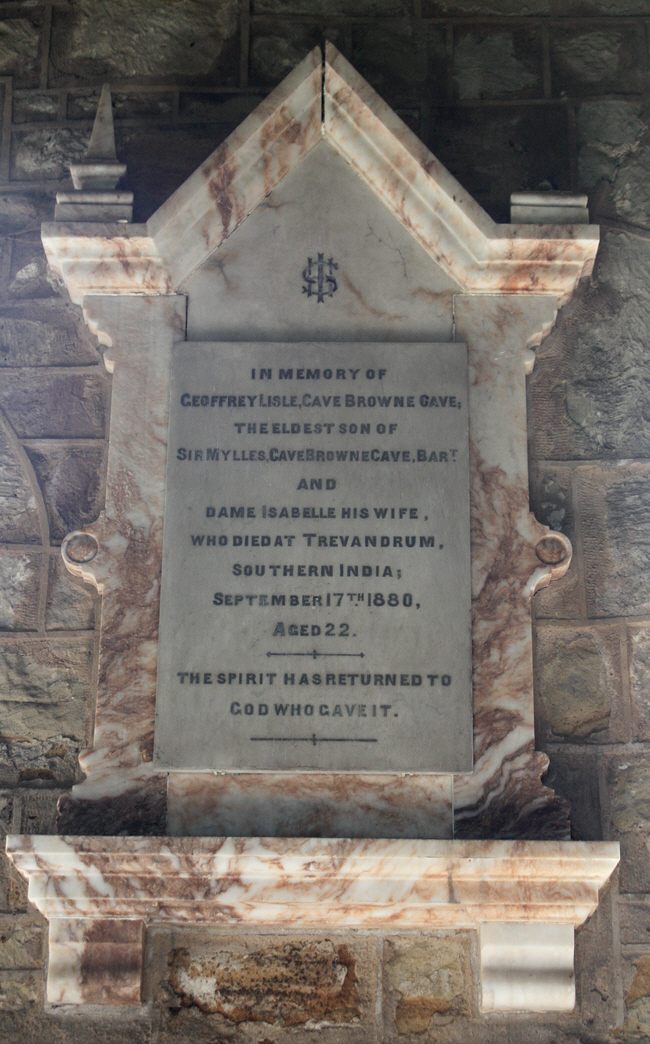 IHS
IN MEMORY OF
GEOFFREY LISLE, CAVE BROWNE CAVE,
THE ELDEST SON OF
SIR MYLLES, CAVE BROWNE CAVE, BART.
AND
DAME ISABELLE HIS WIFE,
WHO DIED AT TREVANDRUM,
SOUTHERN INDIA;
SEPTEMBER 17TH. 1880,
AGED 22.
THE SPIRIT HAS RETURNED TO
GOD WHO GAVE IT.